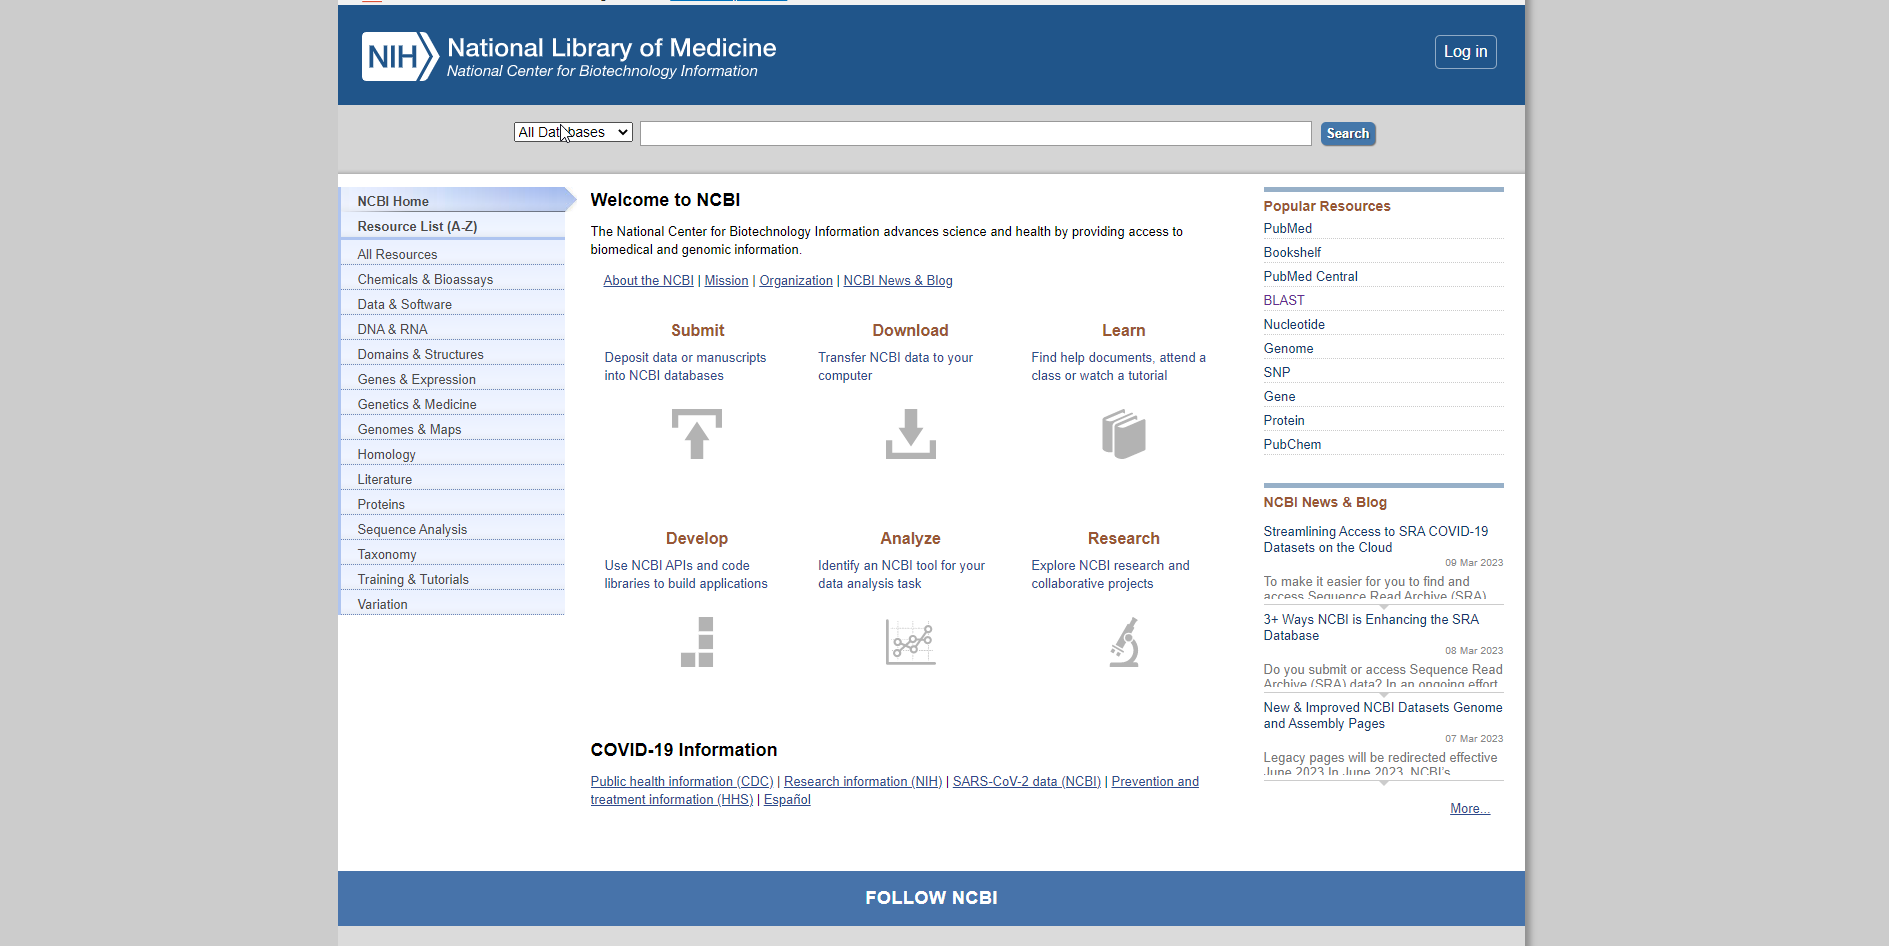 NIH National Library of Medicine
National Center for Biotechnology Information
Log in
All Databases
Search
NCBI Home
Resource List (A-Z)
All Resources
Chemicals & Bioassays
Data & Software
DNA & RNA
Domains & Structures
Genes & Expression
Genetics & Medicine
Genomes & Maps
Homology
Literature
Proteins
Sequence Analysis
Taxonomy
Training & Tutorials
Variation
Welcome to NCBI
The National Center for Biotechnology Information advances science and health by providing access to
biomedical and genomic information.
About the NCBI | Mission | Organization | NCBI News & Blog
Submit
Deposit data or manuscripts
into NCBI databases
Download
Transfer NCBI data to your
computer
Learn
Find help documents, attend a
class or watch a tutorial
Develop
Use NCBI APIs and code
libraries to build applications
Analyze
Identify an NCBI tool for your
data analysis task
Research
Explore NCBI research and
collaborative projects
COVID-19 Information
Public health information (CDC) | Research information (NIH) | SARS-CoV-2 data (NCBI) | Prevention and
treatment information (HHS) | Español
Popular Resources
PubMed
Bookshelf
PubMed Central
BLAST
Nucleotide
Genome
SNP
Gene
Protein
PubChem
NCBI News & Blog
Streamlining Access to SRA COVID-19
Datasets on the Cloud
09 Mar 2023
To make it easier for you to find and
access Sequence Read Archive (SRA)
3+ Ways NCBI is Enhancing the SRA
Database
08 Mar 2023
Do you submit or access Sequence Read
Archive (SRA) data? In an ongoing effort
New & Improved NCBI Datasets Genome
and Assembly Pages
07 Mar 2023
Legacy pages will be redirected effective
June 2023 In June 2023, NCBI's
More...
FOLLOW NCBI